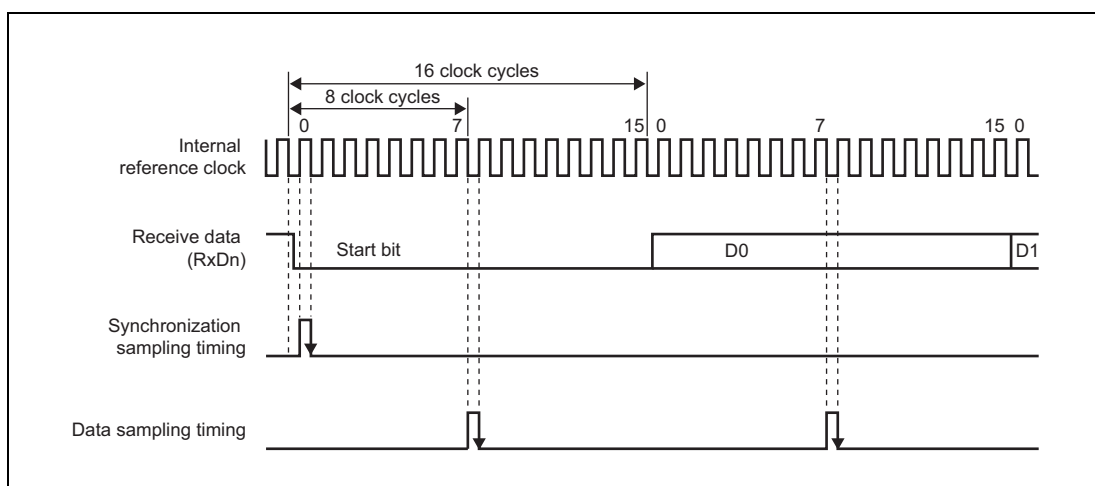 16 clock cycles
8 clock cycles
0 7 15 0 7 15 0
Internal
reference clock
Receive data
(RxDn)
Start bit D0 D1
Synchronization
sampling timing
Data sampling timing